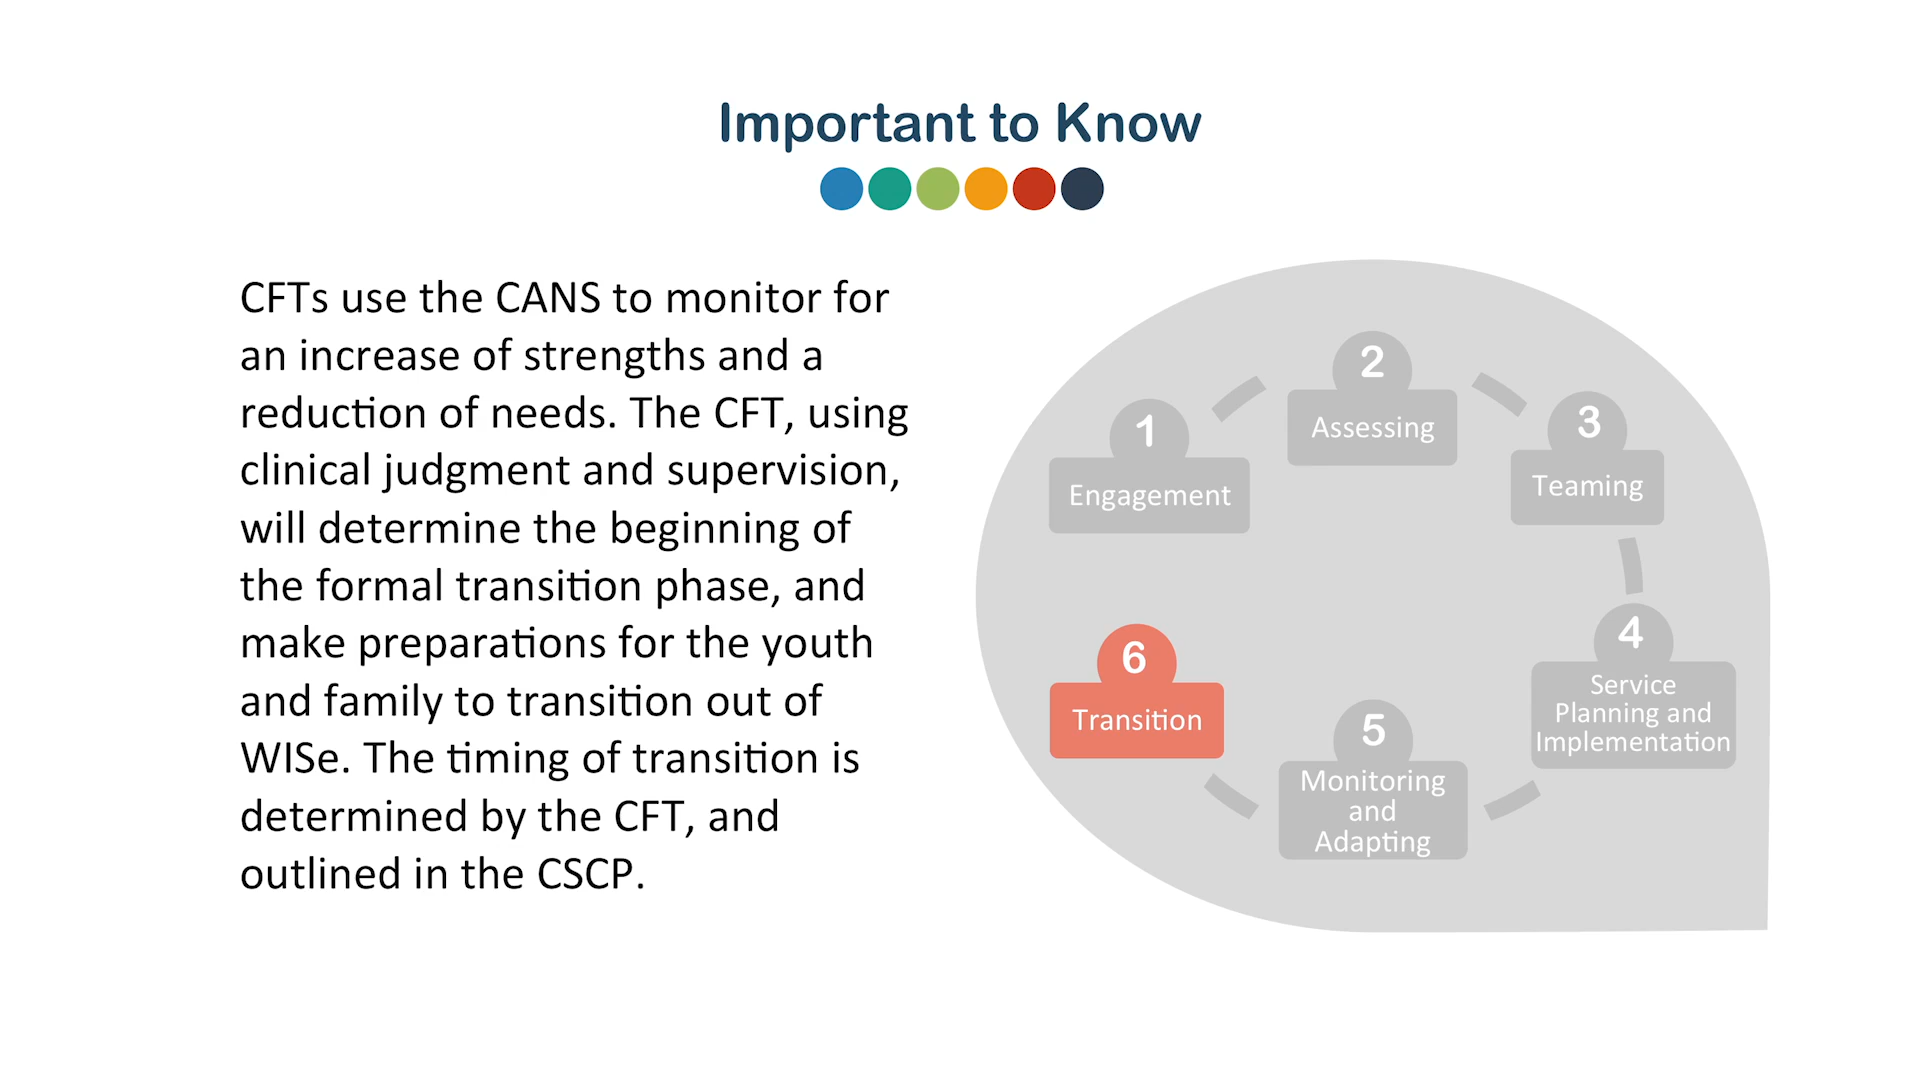 Important to Know
CFTs use the CANS to monitor for
an increase of strengths and a
reduction of needs. The CFT, using
clinical judgment and supervision,
will determine the beginning of
the formal transition phase, and
make preparations for the youth
and family to transition out of
WISe. The timing of transition is
determined by the CFT, and
outlined in the CSCP.
1
Engagement
2
Assessing
3
Teaming
4
Service
Planning and
Implementation
5
Monitoring
and
Adapting
6
Transition